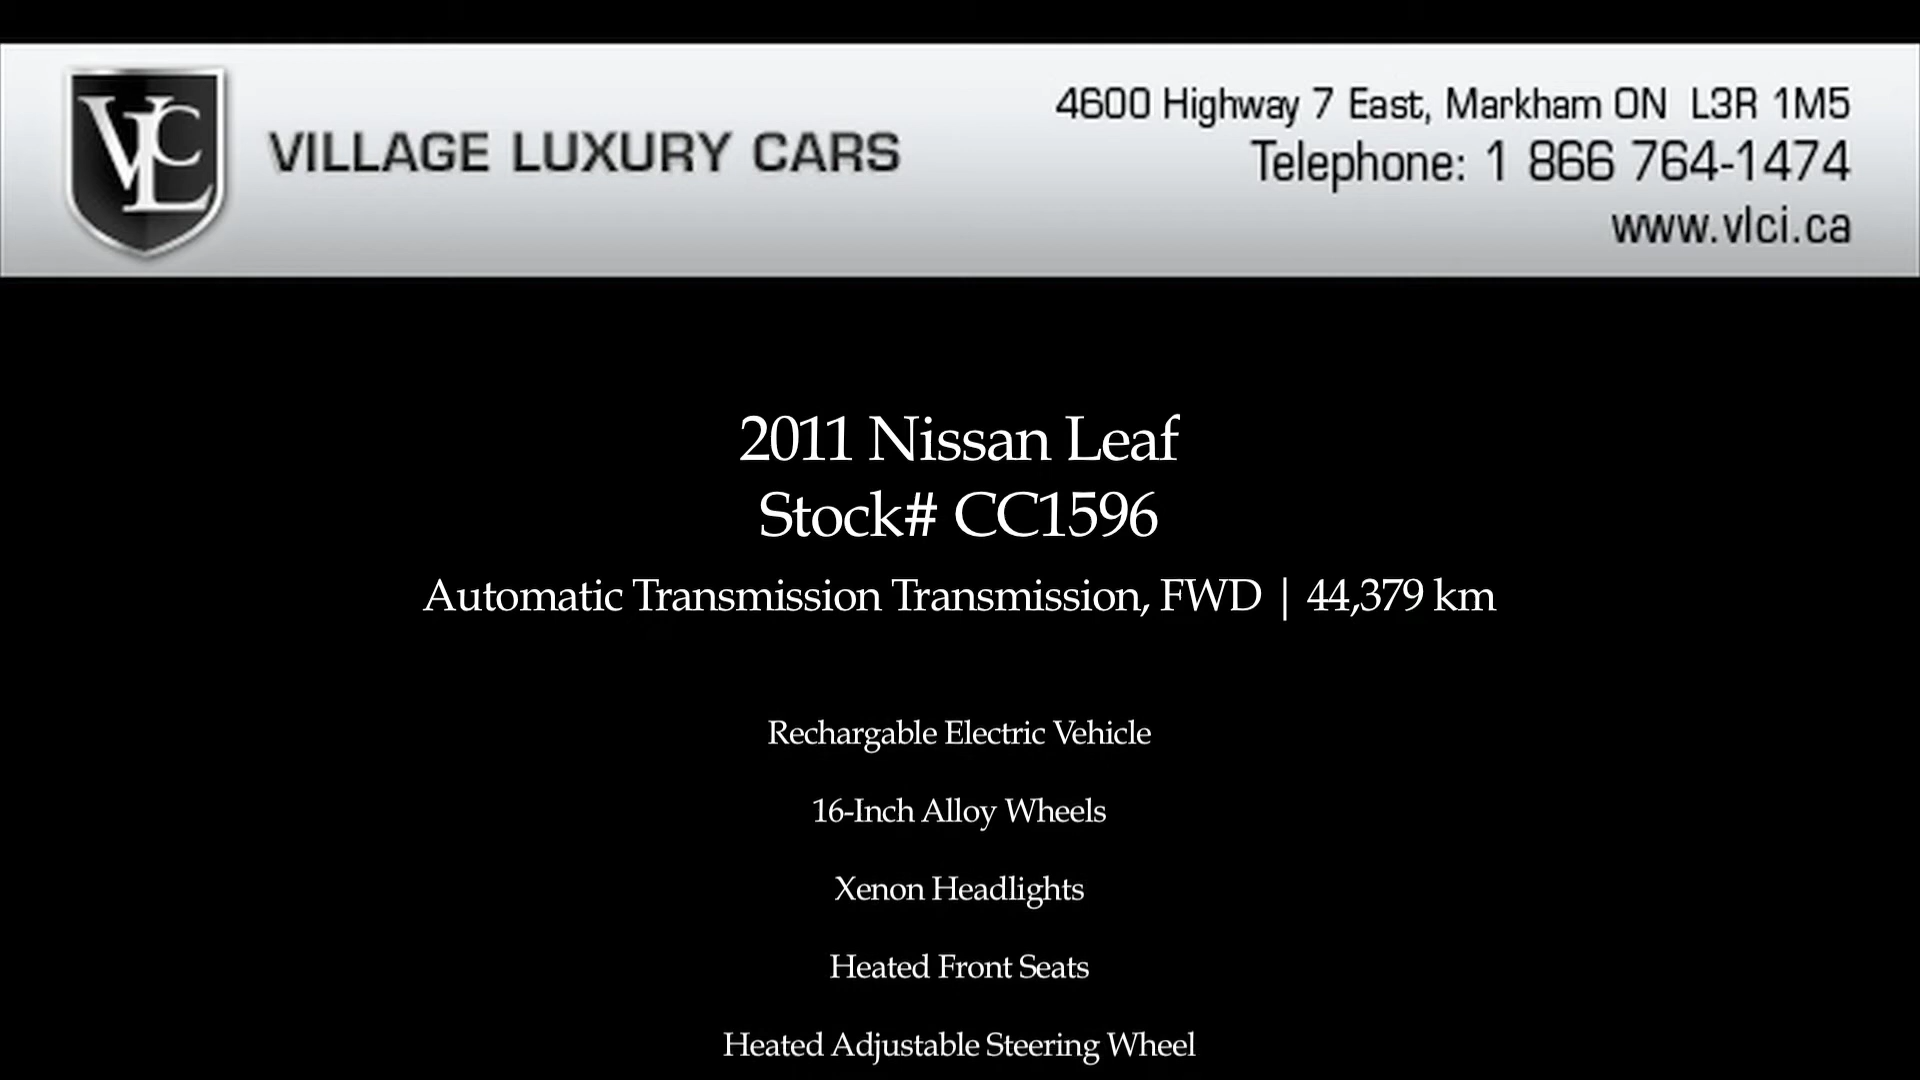 VLC
VILLAGE LUXURY CARS
4600 Highway 7 East, Markham ON L3R 1M5
Telephone: 1 866 764-1474
www.vlci.ca
2011 Nissan Leaf
Stock# CC1596
Automatic Transmission Transmission, FWD | 44,379 km
Rechargable Electric Vehicle
16-Inch Alloy Wheels
Xenon Headlights
Heated Front Seats
Heated Adjustable Steering Wheel